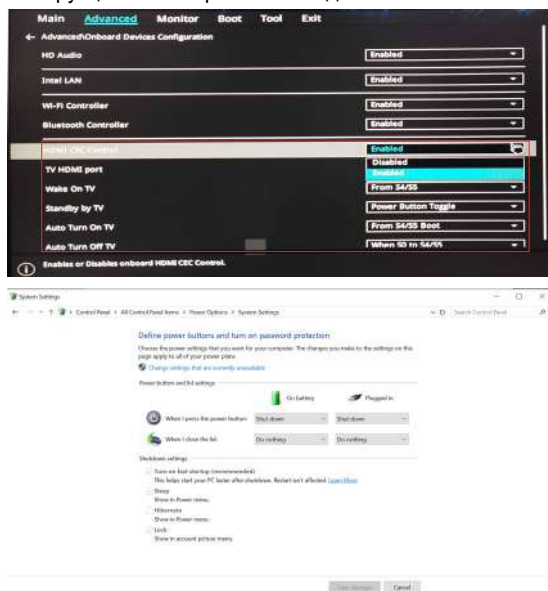 Main Advanced Monitor Boot Tool Exit
Advanced\Onboard Devices Configuration
HD Audio Enabled
Intel LAN Enabled
Wi-Fi Controller Enabled
Bluetooth Controller Enabled
HDMI CEC Control Enabled
Disabled
Enabled
TV HDMI port
Wake On TV From S4/S5
Standby by TV Power Button Toggle
Auto Turn On TV From S4/S5 Boot
Auto Turn Off TV When S0 to S4/S5
Enables or Disables onboard HDMI CEC Control.
System Settings
Control Panel All Control Panel Items Power Options System Settings Search Control Panel
Define power buttons and turn on password protection
Choose the power settings that you want for your computer. The changes you make to the settings on this
page apply to all of your power plans.
Change settings that are currently unavailable
Power button and lid settings
On battery Plugged in
When I press the power button: Shut down Shut down
When I close the lid: Do nothing Do nothing
Shutdown settings
Turn on fast startup (recommended)
This helps start your PC faster after shutdown. Restart isn't affected. Learn More
Sleep
Show in Power menu.
Hibernate
Show in Power menu.
Lock
Show in account picture menu.
Save changes Cancel